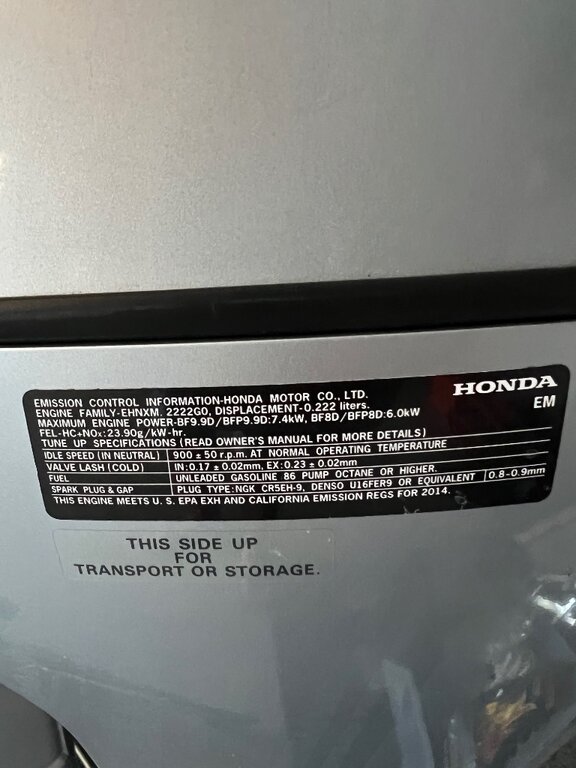 HONDA
EM
EMISSION CONTROL INFORMATION-HONDA MOTOR CO., LTD.
ENGINE FAMILY-EHNXM. 2222G0, DISPLACEMENT-0.222 liters.
MAXIMUM ENGINE POWER-BF9.9D/BFP9.9D:7.4kW, BF8D/BFP8D:6.0kW
FEL-HC+NOx:23.90g/kW-hr.
TUNE UP SPECIFICATIONS (READ OWNER'S MANUAL FOR MORE DETAILS)
IDLE SPEED (IN NEUTRAL) 900 ± 50 r.p.m. AT NORMAL OPERATING TEMPERATURE
VALVE LASH (COLD) IN:0.17 ± 0.02mm, EX:0.23 ± 0.02mm
FUEL UNLEADED GASOLINE 86 PUMP OCTANE OR HIGHER.
SPARK PLUG & GAP PLUG TYPE:NGK CR5EH-9, DENSO U16FER9 OR EQUIVALENT 0.8-0.9mm
THIS ENGINE MEETS U. S. EPA EXH AND CALIFORNIA EMISSION REGS FOR 2014.
THIS SIDE UP
FOR
TRANSPORT OR STORAGE.